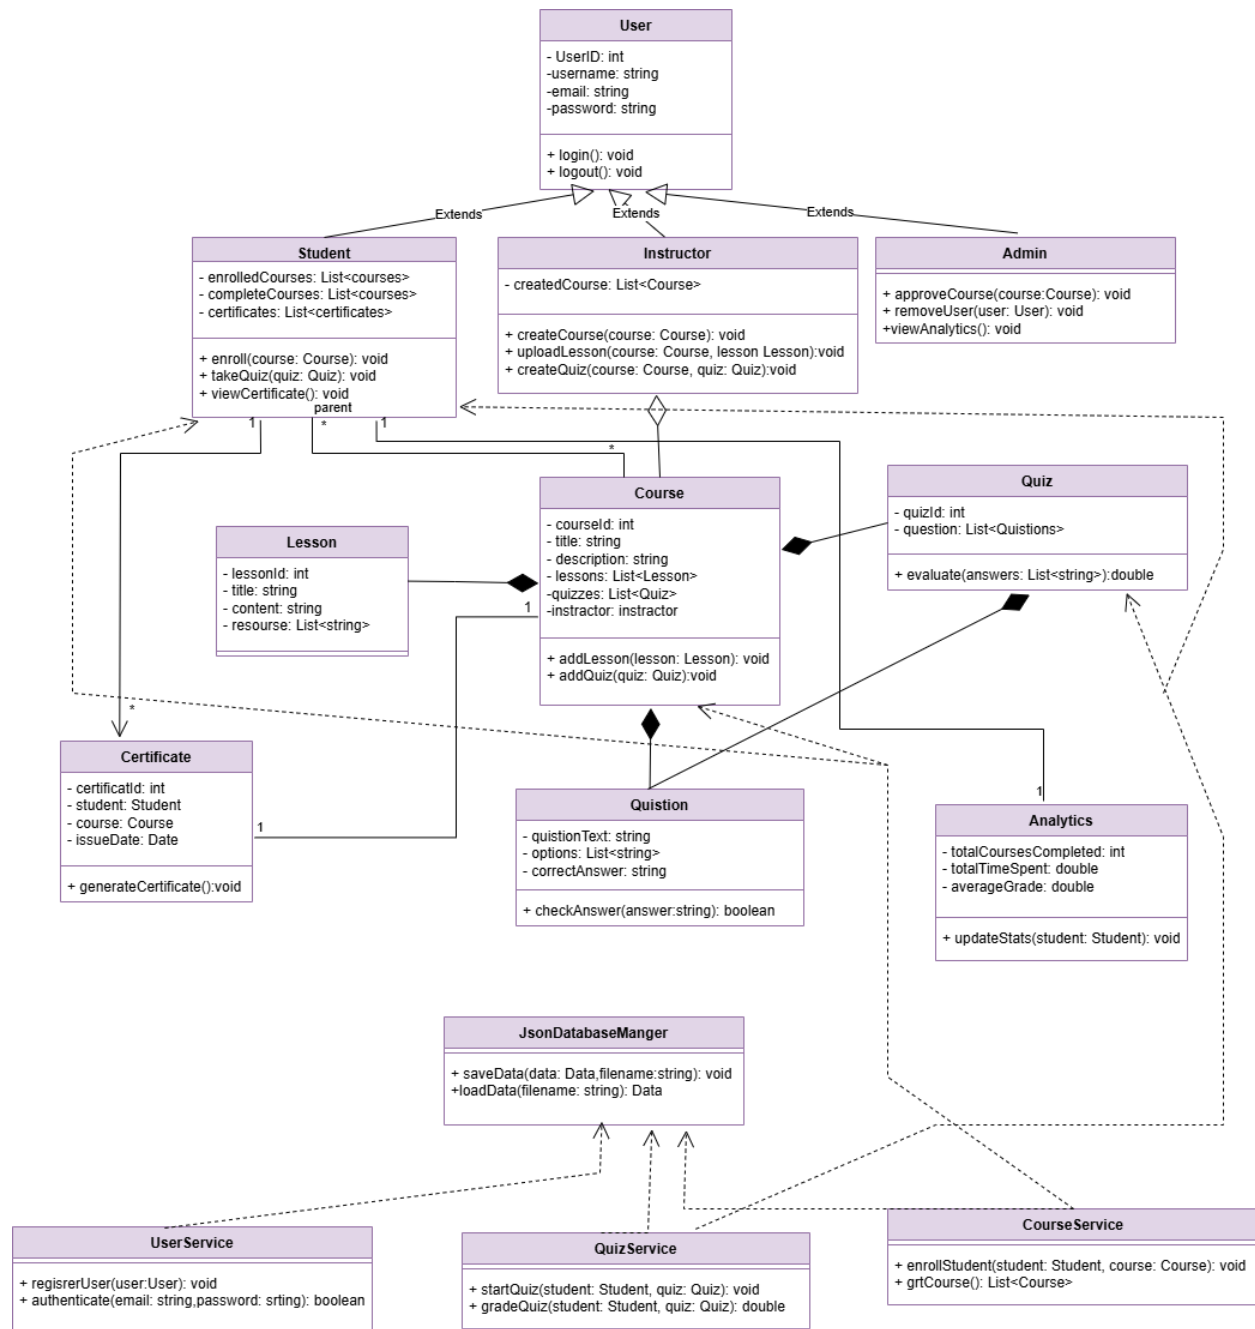 User
- UserID: int
-username: string
-email: string
-password: string
+ login(): void
+ logout(): void
Extends
Extends
Extends
Student
- enrolledCourses: List<courses>
- completeCourses: List<courses>
- certificates: List<certificates>
+ enroll(course: Course): void
+ takeQuiz(quiz: Quiz): void
+ viewCertificate(): void
parent
Instructor
- createdCourse: List<Course>
+ createCourse(course: Course): void
+ uploadLesson(course: Course, lesson Lesson):void
+ createQuiz(course: Course, quiz: Quiz):void
Admin
+ approveCourse(course:Course): void
+ removeUser(user: User): void
+viewAnalytics(): void
1
*
1
*
Course
- courseId: int
- title: string
- description: string
- lessons: List<Lesson>
-quizzes: List<Quiz>
-instractor: instractor
+ addLesson(lesson: Lesson): void
+ addQuiz(quiz: Quiz):void
Quiz
- quizId: int
- question: List<Quistions>
+ evaluate(answers: List<string>):double
Lesson
- lessonId: int
- title: string
- content: string
- resourse: List<string>
1
*
Certificate
- certificatId: int
- student: Student
- course: Course
- issueDate: Date
+ generateCertificate():void
1
Quistion
- quistionText: string
- options: List<string>
- correctAnswer: string
+ checkAnswer(answer:string): boolean
1
Analytics
- totalCoursesCompleted: int
- totalTimeSpent: double
- averageGrade: double
+ updateStats(student: Student): void
JsonDatabaseManger
+ saveData(data: Data,filename:string): void
+loadData(filename: string): Data
UserService
+ regisrerUser(user:User): void
+ authenticate(email: string,password: srting): boolean
QuizService
+ startQuiz(student: Student, quiz: Quiz): void
+ gradeQuiz(student: Student, quiz: Quiz): double
CourseService
+ enrollStudent(student: Student, course: Course): void
+ grtCourse(): List<Course>